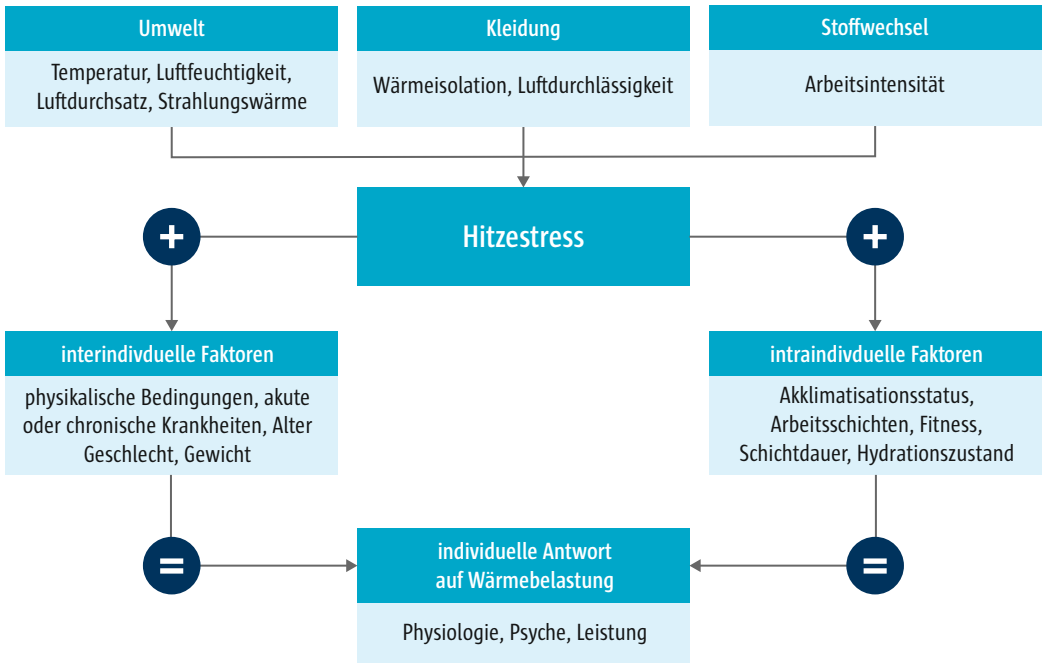 Umwelt
Temperatur, Luftfeuchtigkeit,
Luftdurchsatz, Strahlungswärme
Kleidung
Wärmeisolation, Luftdurchlässigkeit
Stoffwechsel
Arbeitsintensität
Hitzestress
+
+
interindivduelle Faktoren
physikalische Bedingungen, akute
oder chronische Krankheiten, Alter
Geschlecht, Gewicht
intraindivduelle Faktoren
Akklimatisationsstatus,
Arbeitsschichten, Fitness,
Schichtdauer, Hydrationszustand
=
=
individuelle Antwort
auf Wärmebelastung
Physiologie, Psyche, Leistung